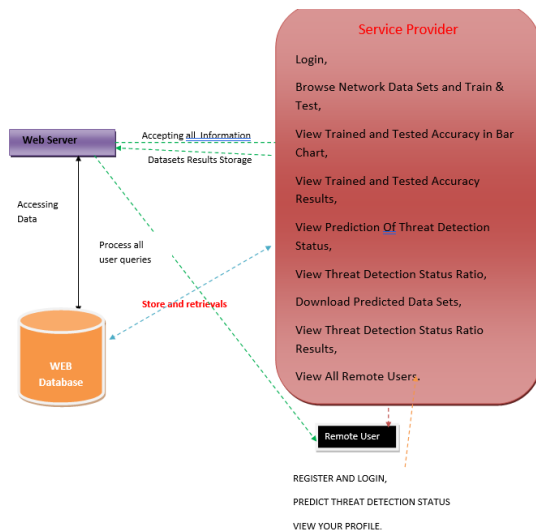 Service Provider
Login,
Browse Network Data Sets and Train &
Test,
View Trained and Tested Accuracy in Bar
Chart,
View Trained and Tested Accuracy
Results,
View Prediction Of Threat Detection
Status,
View Threat Detection Status Ratio,
Download Predicted Data Sets,
View Threat Detection Status Ratio
Results,
View All Remote Users.
Web Server
Accepting all Information
Datasets Results Storage
Accessing
Data
Process all
user queries
Store and retrievals
WEB
Database
Remote User
REGISTER AND LOGIN,
PREDICT THREAT DETECTION STATUS
VIEW YOUR PROFILE.